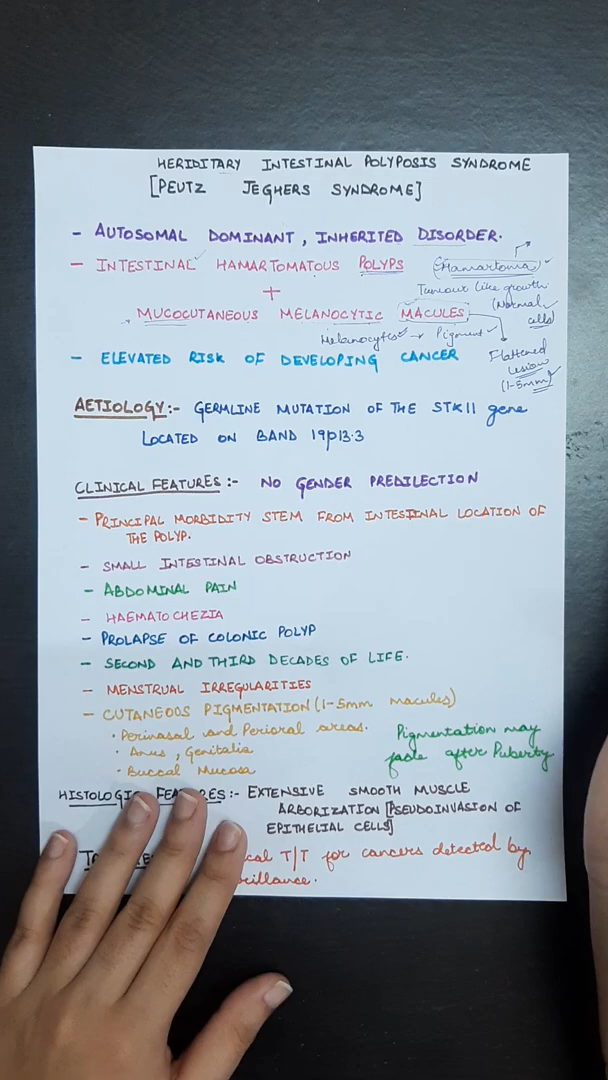 HERIDITARY INTESTINAL POLYPOSIS SYNDROME
[PEUTZ JEGHERS SYNDROME]
- AUTOSOMAL DOMINANT, INHERITED DISORDER.
- INTESTINAL HAMARTOMATOUS POLYPS
Hamartoma
Tumour like growth
(Normal cells)
+
MUCOCUTANEOUS MELANOCYTIC MACULES
Melanocytes → Pigment
Flattened
lesion
(1-5mm)
- ELEVATED RISK OF DEVELOPING CANCER
AETIOLOGY:- GERMLINE MUTATION OF THE STK11 gene
LOCATED ON BAND 19p13.3
CLINICAL FEATURES:- NO GENDER PREDILECTION
- PRINCIPAL MORBIDITY STEM FROM INTESTINAL LOCATION OF
THE POLYP.
- SMALL INTESTINAL OBSTRUCTION
- ABDOMINAL PAIN
- HAEMATOCHEZIA
- PROLAPSE OF COLONIC POLYP
- SECOND AND THIRD DECADES OF LIFE.
- MENSTRUAL IRREGULARITIES
- CUTANEOUS PIGMENTATION (1-5mm macules)
• Perinasal and Perioral areas.
• Anus, Genitalia
• Buccal Mucosa
Pigmentation may
fade after Puberty
HISTOLOGIC FEATURES:- EXTENSIVE SMOOTH MUSCLE
ARBORIZATION [PSEUDOINVASION OF
EPITHELIAL CELLS]
T/T for cancers detected by